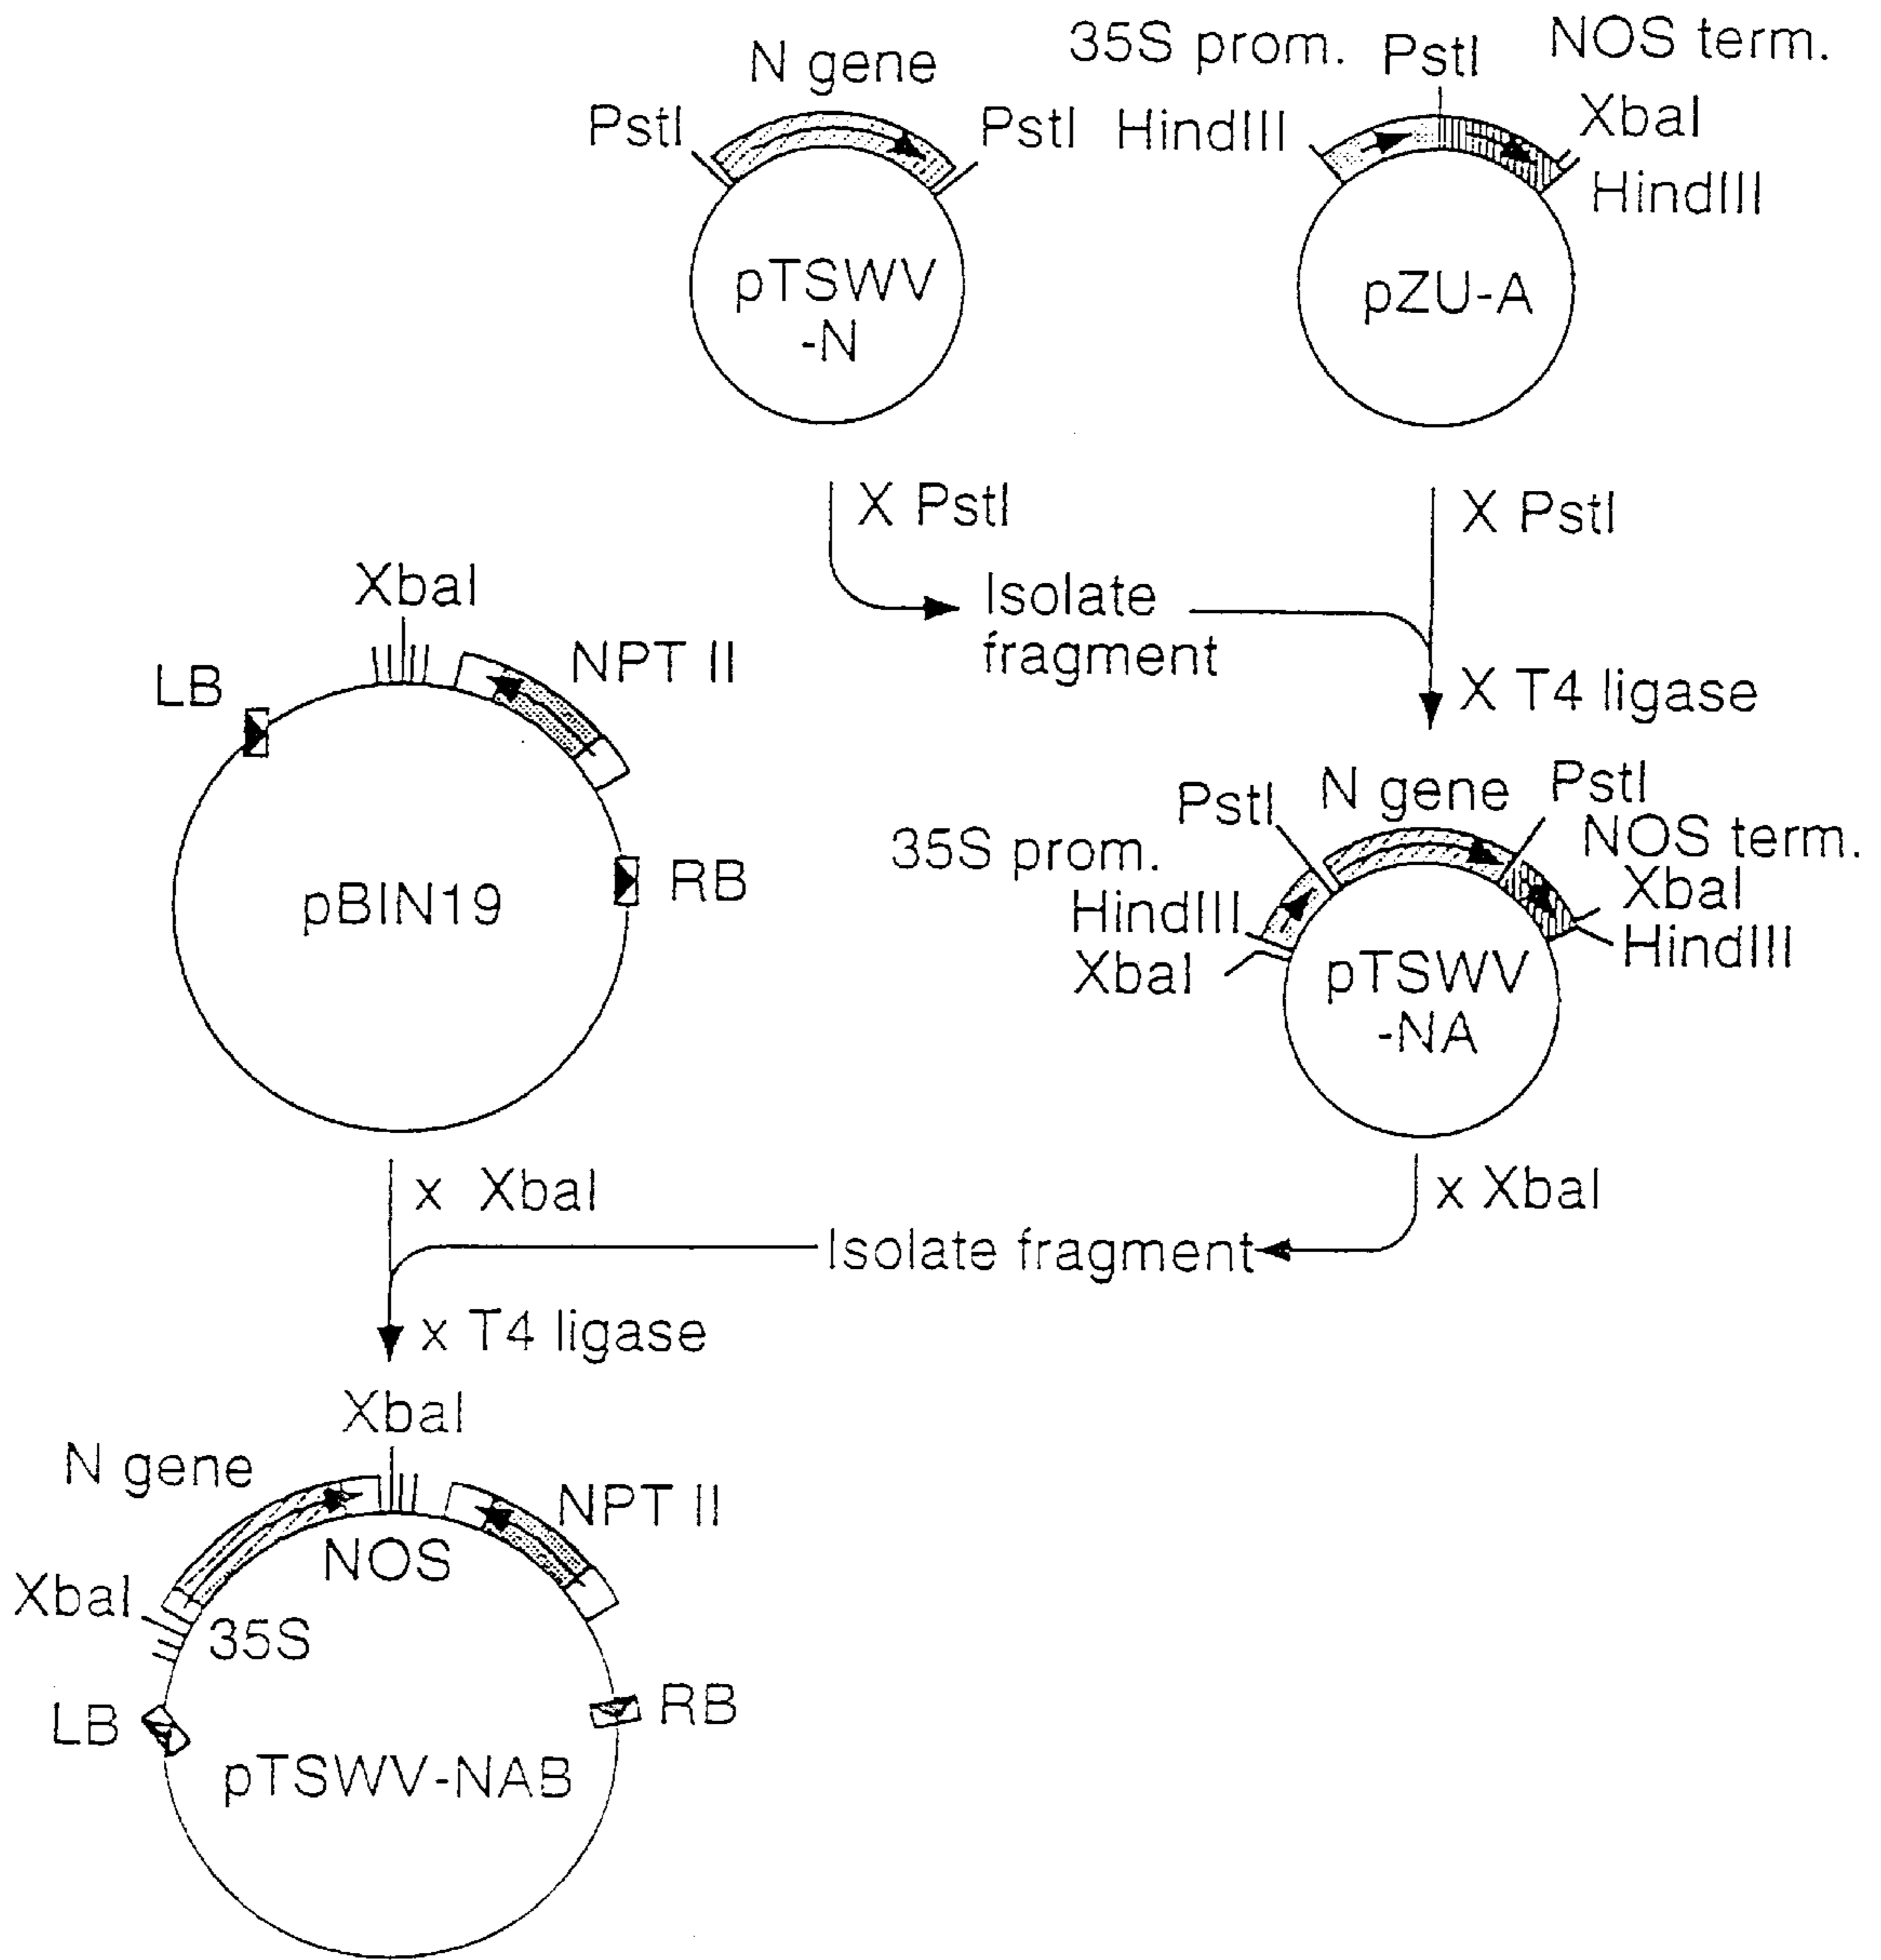 N gene
PstI
PstI
pTSWV
-N
35S prom.
PstI
NOS term.
HindIII
XbaI
HindIII
pZU-A
X PstI
X PstI
Isolate
fragment
X T4 ligase
XbaI
LB
NPT II
RB
pBIN19
PstI
N gene
PstI
35S prom.
NOS term.
HindIII
XbaI
XbaI
HindIII
pTSWV
-NA
x XbaI
x XbaI
Isolate fragment
x T4 ligase
XbaI
N gene
NPT II
NOS
XbaI
35S
LB
RB
pTSWV-NAB